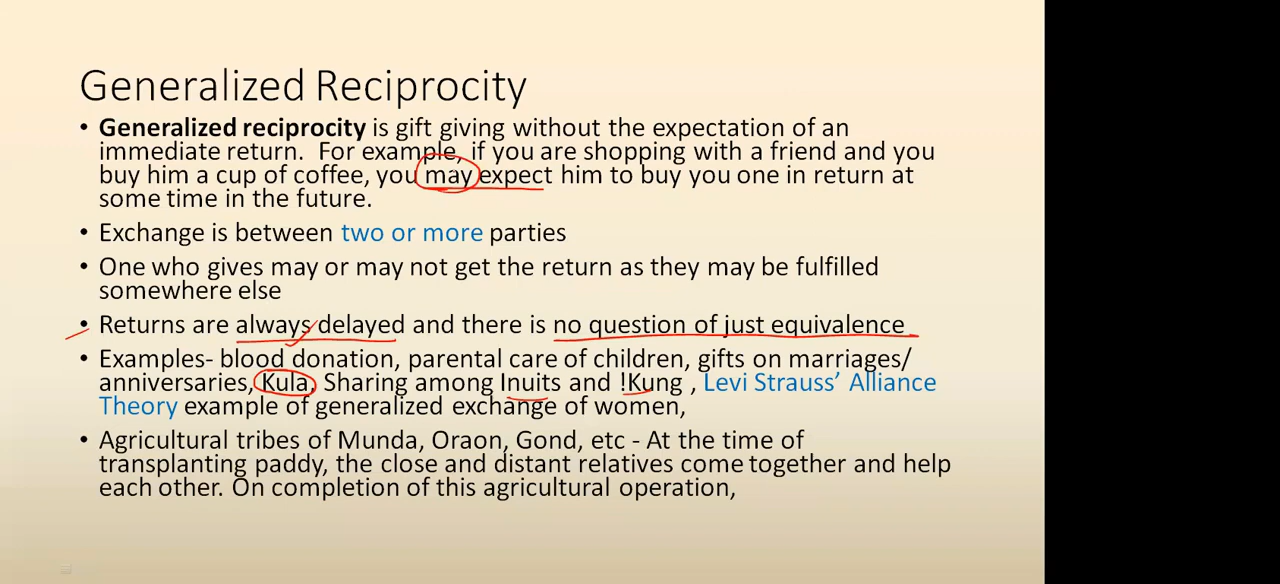 Generalized Reciprocity
• Generalized reciprocity is gift giving without the expectation of an
immediate return. For example, if you are shopping with a friend and you
buy him a cup of coffee, you may expect him to buy you one in return at
some time in the future.
• Exchange is between two or more parties
• One who gives may or may not get the return as they may be fulfilled
somewhere else
• Returns are always delayed and there is no question of just equivalence
• Examples- blood donation, parental care of children, gifts on marriages/
anniversaries, Kula, Sharing among Inuits and !Kung , Levi Strauss’ Alliance
Theory example of generalized exchange of women,
• Agricultural tribes of Munda, Oraon, Gond, etc - At the time of
transplanting paddy, the close and distant relatives come together and help
each other. On completion of this agricultural operation,